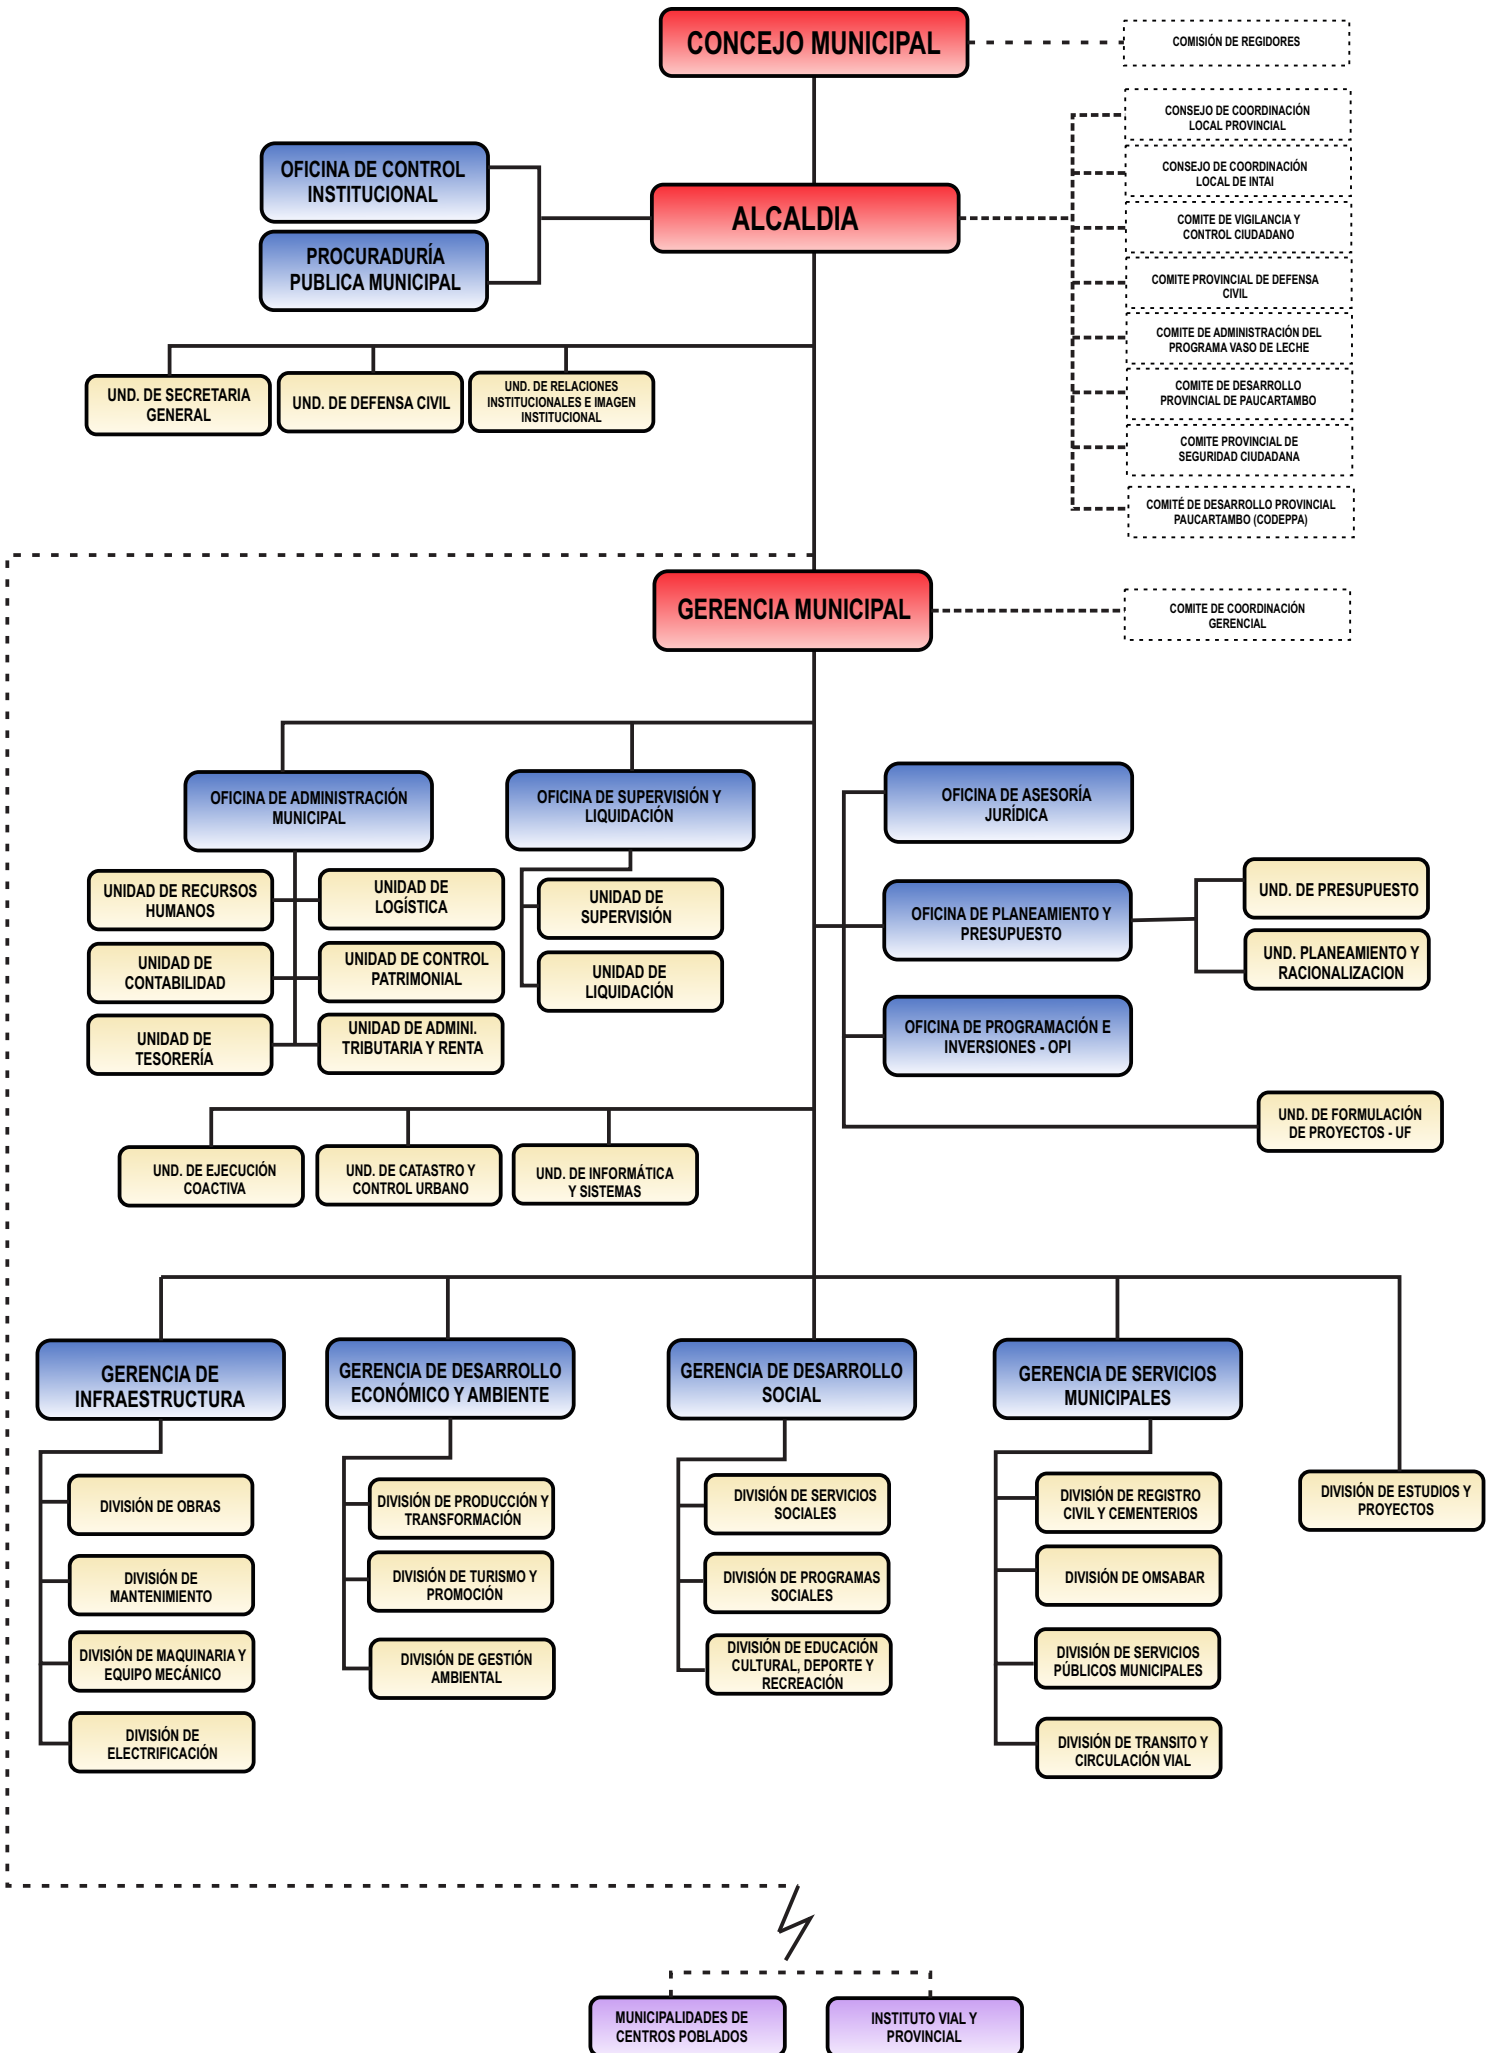 CONCEJO MUNICIPAL
COMISIÓN DE REGIDORES
CONSEJO DE COORDINACIÓN
LOCAL PROVINCIAL
CONSEJO DE COORDINACIÓN
LOCAL DE INTAI
COMITE DE VIGILANCIA Y
CONTROL CIUDADANO
COMITE PROVINCIAL DE DEFENSA
CIVIL
COMITE DE ADMINISTRACIÓN DEL
PROGRAMA VASO DE LECHE
COMITE DE DESARROLLO
PROVINCIAL DE PAUCARTAMBO
COMITE PROVINCIAL DE
SEGURIDAD CIUDADANA
COMITÉ DE DESARROLLO PROVINCIAL
PAUCARTAMBO (CODEPPA)
OFICINA DE CONTROL
INSTITUCIONAL
PROCURADURÍA
PUBLICA MUNICIPAL
ALCALDIA
UND. DE SECRETARIA
GENERAL
UND. DE DEFENSA CIVIL
UND. DE RELACIONES
INSTITUCIONALES E IMAGEN
INSTITUCIONAL
GERENCIA MUNICIPAL
COMITE DE COORDINACIÓN
GERENCIAL
OFICINA DE ADMINISTRACIÓN
MUNICIPAL
OFICINA DE SUPERVISIÓN Y
LIQUIDACIÓN
OFICINA DE ASESORÍA
JURÍDICA
UNIDAD DE RECURSOS
HUMANOS
UNIDAD DE
LOGÍSTICA
UNIDAD DE
CONTABILIDAD
UNIDAD DE CONTROL
PATRIMONIAL
UNIDAD DE
TESORERÍA
UNIDAD DE ADMINI.
TRIBUTARIA Y RENTA
UNIDAD DE
SUPERVISIÓN
UNIDAD DE
LIQUIDACIÓN
OFICINA DE PLANEAMIENTO Y
PRESUPUESTO
UND. DE PRESUPUESTO
UND. PLANEAMIENTO Y
RACIONALIZACION
OFICINA DE PROGRAMACIÓN E
INVERSIONES - OPI
UND. DE FORMULACIÓN
DE PROYECTOS - UF
UND. DE EJECUCIÓN
COACTIVA
UND. DE CATASTRO Y
CONTROL URBANO
UND. DE INFORMÁTICA
Y SISTEMAS
GERENCIA DE
INFRAESTRUCTURA
GERENCIA DE DESARROLLO
ECONÓMICO Y AMBIENTE
GERENCIA DE DESARROLLO
SOCIAL
GERENCIA DE SERVICIOS
MUNICIPALES
DIVISIÓN DE OBRAS
DIVISIÓN DE
MANTENIMIENTO
DIVISIÓN DE MAQUINARIA Y
EQUIPO MECÁNICO
DIVISIÓN DE
ELECTRIFICACIÓN
DIVISIÓN DE PRODUCCIÓN Y
TRANSFORMACIÓN
DIVISIÓN DE TURISMO Y
PROMOCIÓN
DIVISIÓN DE GESTIÓN
AMBIENTAL
DIVISIÓN DE SERVICIOS
SOCIALES
DIVISIÓN DE PROGRAMAS
SOCIALES
DIVISIÓN DE EDUCACIÓN
CULTURAL, DEPORTE Y
RECREACIÓN
DIVISIÓN DE REGISTRO
CIVIL Y CEMENTERIOS
DIVISIÓN DE OMSABAR
DIVISIÓN DE SERVICIOS
PÚBLICOS MUNICIPALES
DIVISIÓN DE TRANSITO Y
CIRCULACIÓN VIAL
DIVISIÓN DE ESTUDIOS Y
PROYECTOS
MUNICIPALIDADES DE
CENTROS POBLADOS
INSTITUTO VIAL Y
PROVINCIAL